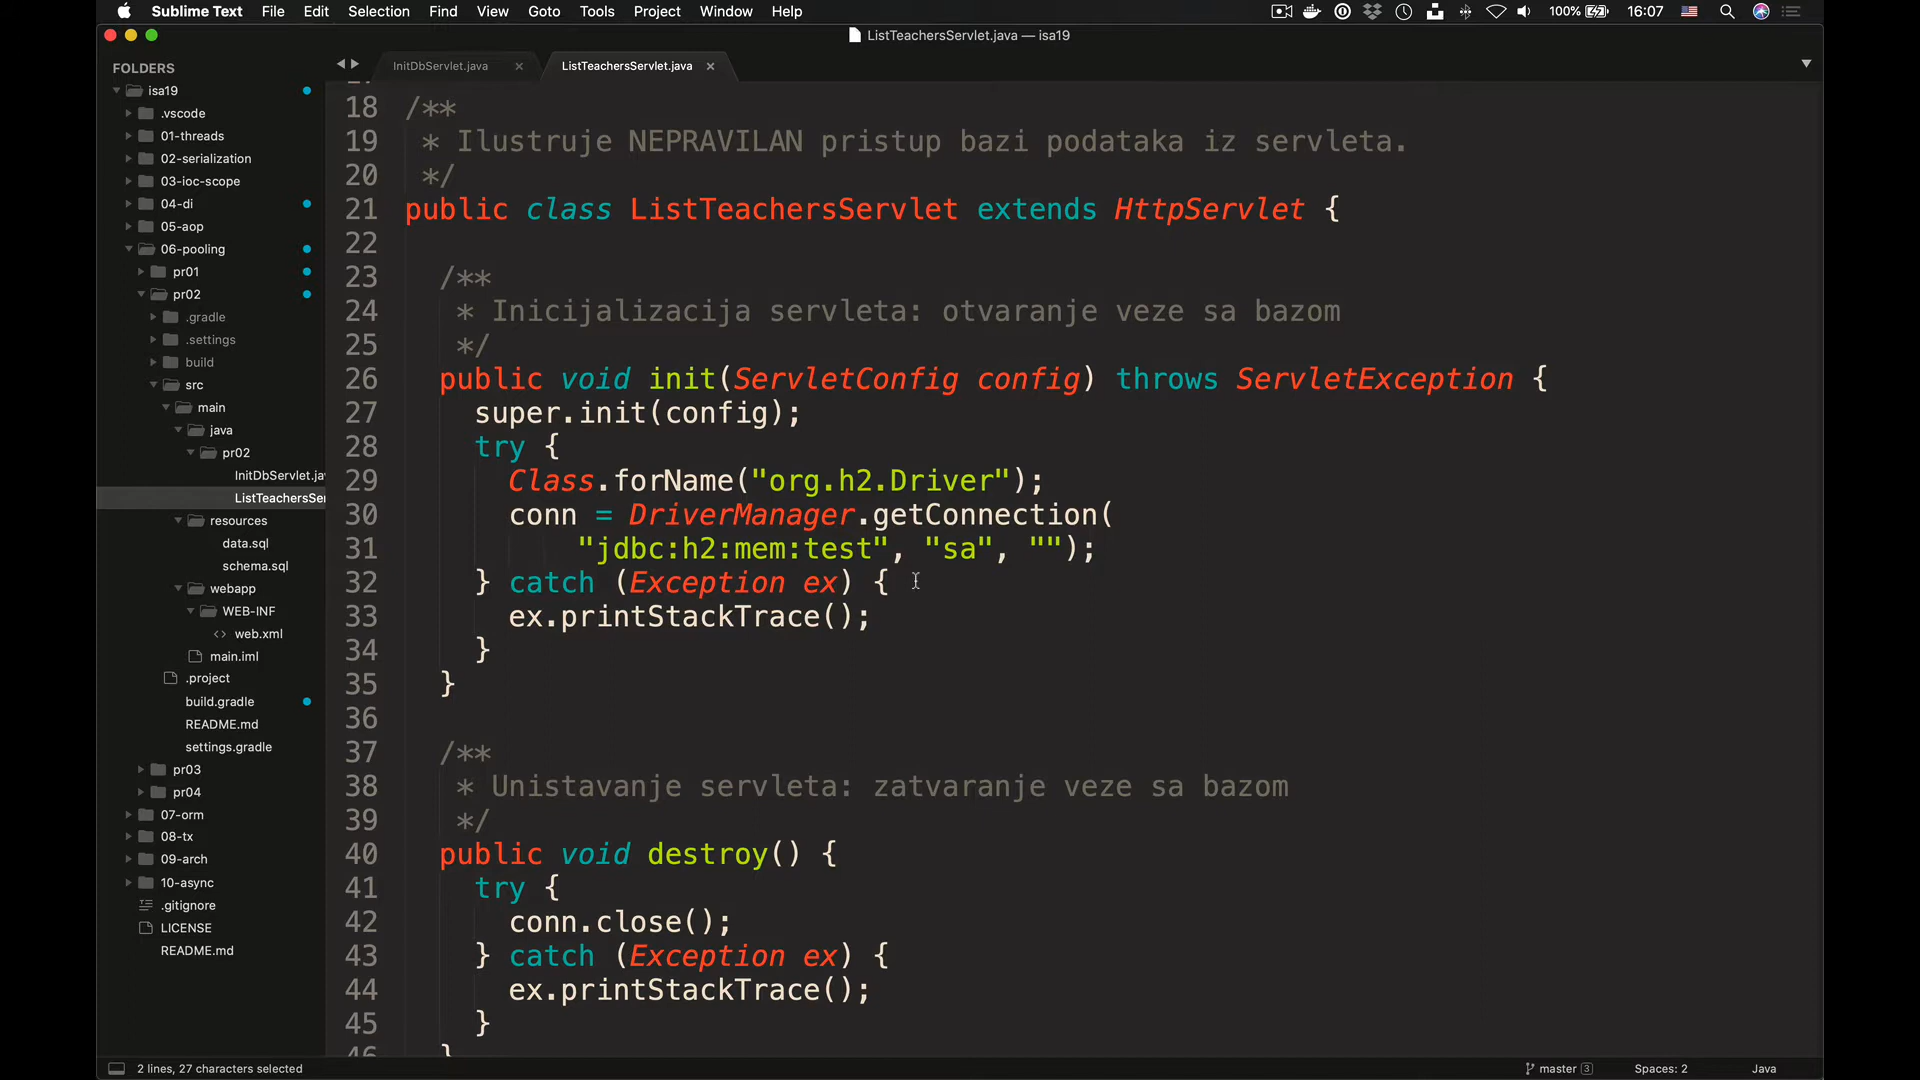 Sublime Text File Edit Selection Find View Goto Tools Project Window Help 100% 16:07
ListTeachersServlet.java — isa19
FOLDERS
isa19
.vscode
01-threads
02-serialization
03-ioc-scope
04-di
05-aop
06-pooling
pr01
pr02
.gradle
.settings
build
src
main
java
pr02
InitDbServlet.jav
ListTeachersSer
resources
data.sql
schema.sql
webapp
WEB-INF
<> web.xml
main.iml
.project
build.gradle
README.md
settings.gradle
pr03
pr04
07-orm
08-tx
09-arch
10-async
.gitignore
LICENSE
README.md
InitDbServlet.java × ListTeachersServlet.java ×
18 /**
19 * Ilustruje NEPRAVILAN pristup bazi podataka iz servleta.
20 */
21 public class ListTeachersServlet extends HttpServlet {
22
23 /**
24 * Inicijalizacija servleta: otvaranje veze sa bazom
25 */
26 public void init(ServletConfig config) throws ServletException {
27 super.init(config);
28 try {
29 Class.forName("org.h2.Driver");
30 conn = DriverManager.getConnection(
31 "jdbc:h2:mem:test", "sa", "");
32 } catch (Exception ex) {
33 ex.printStackTrace();
34 }
35 }
36
37 /**
38 * Unistavanje servleta: zatvaranje veze sa bazom
39 */
40 public void destroy() {
41 try {
42 conn.close();
43 } catch (Exception ex) {
44 ex.printStackTrace();
45 }
46 }
2 lines, 27 characters selected master 3 Spaces: 2 Java